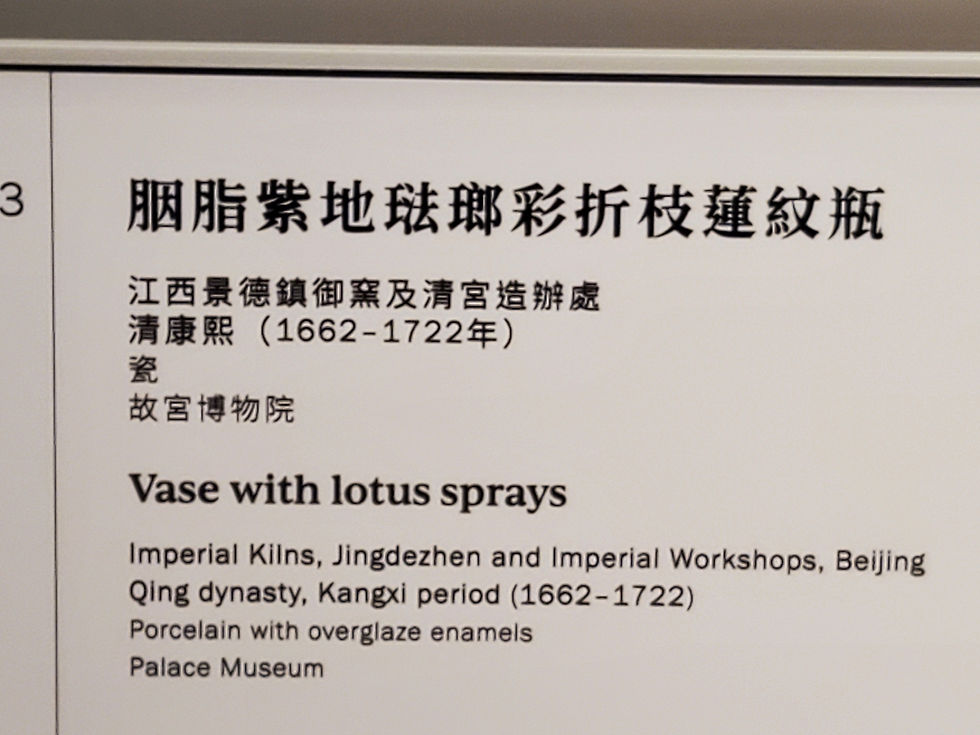 3
胭脂紫地琺瑯彩折枝蓮紋瓶
江西景德鎮御窯及清宮造辦處
清康熙（1662–1722年）
瓷
故宮博物院
Vase with lotus sprays
Imperial Kilns, Jingdezhen and Imperial Workshops, Beijing
Qing dynasty, Kangxi period (1662–1722)
Porcelain with overglaze enamels
Palace Museum